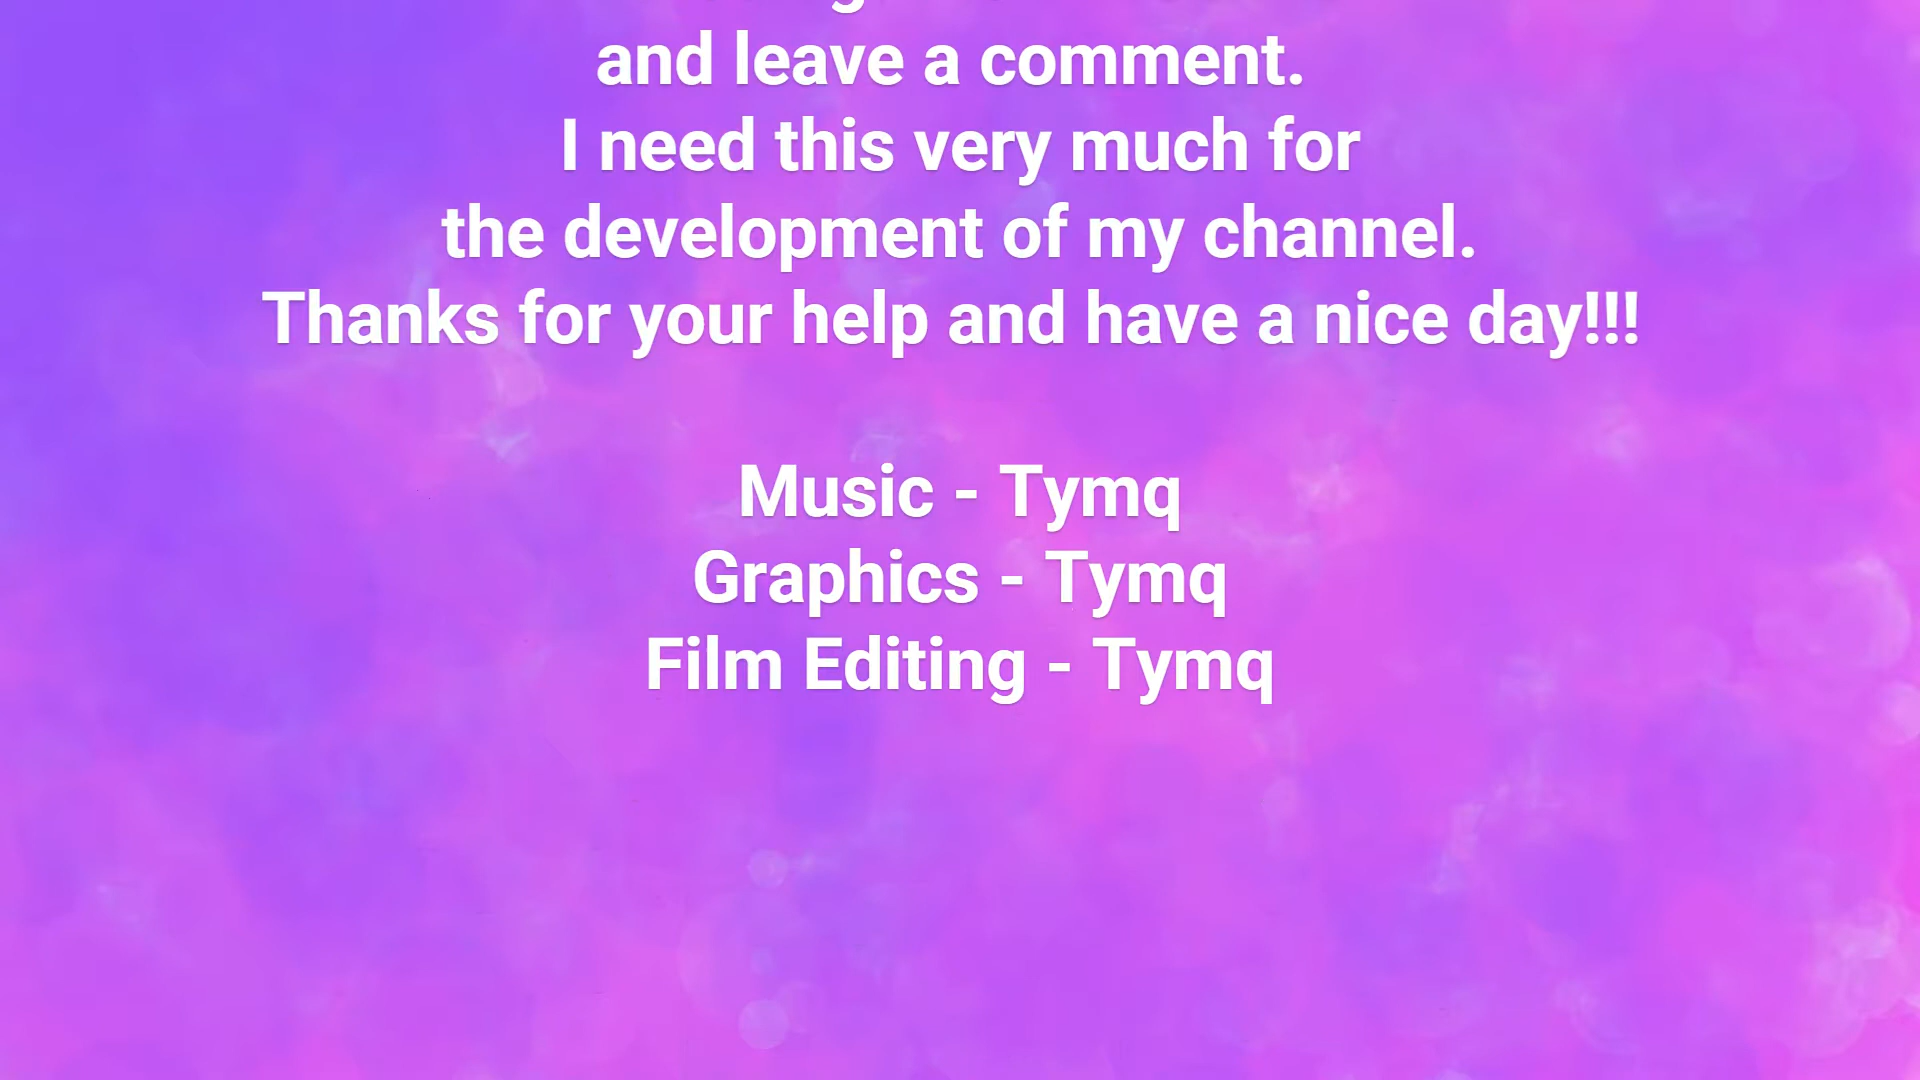 and leave a comment.
I need this very much for
the development of my channel.
Thanks for your help and have a nice day!!!
Music - Tymq
Graphics - Tymq
Film Editing - Tymq